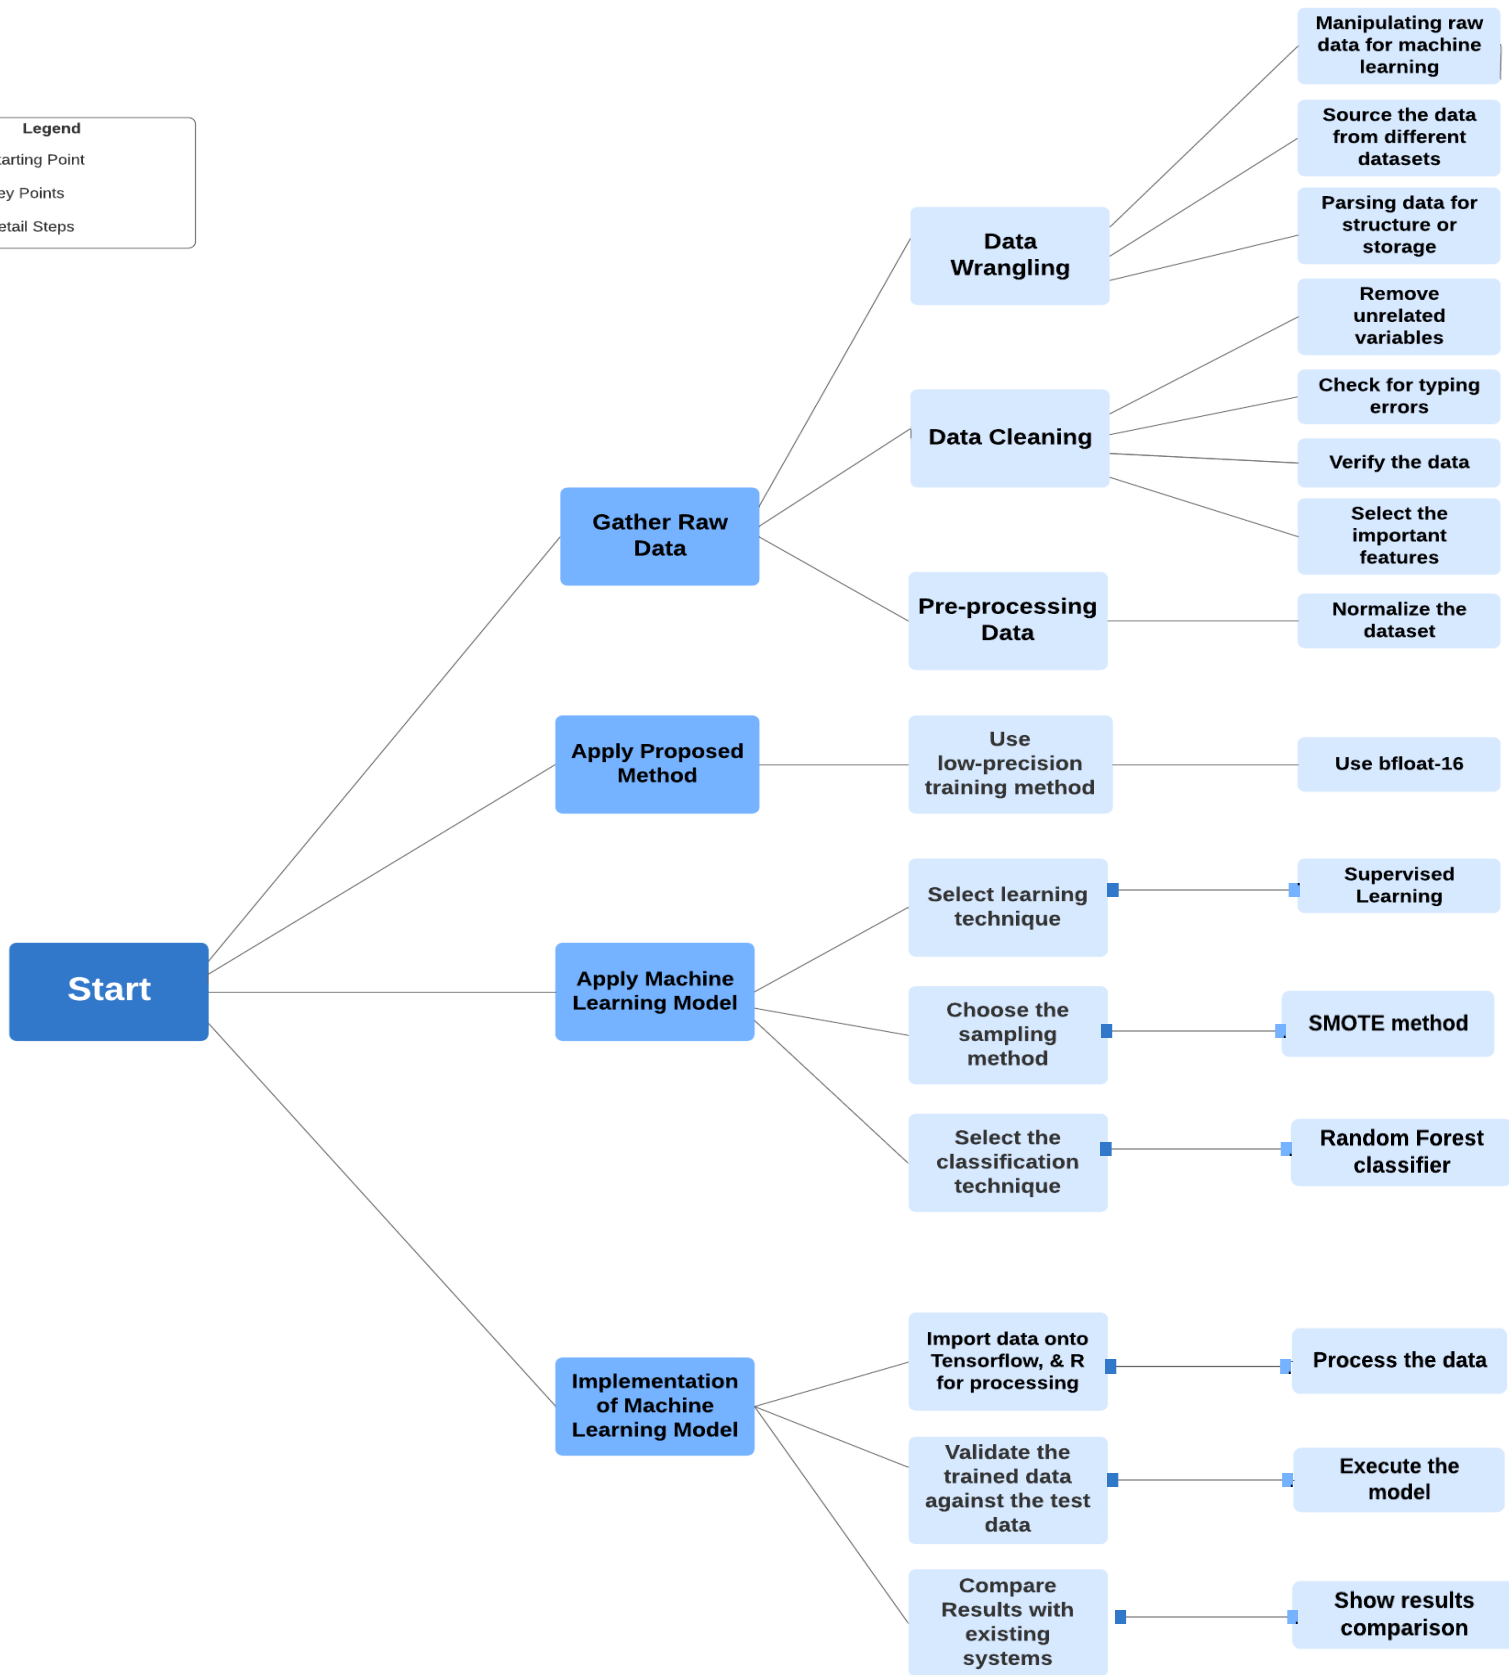 Legend
arting Point
ey Points
etail Steps
Start
Gather Raw
Data
Apply Proposed
Method
Apply Machine
Learning Model
Implementation
of Machine
Learning Model
Data
Wrangling
Data Cleaning
Pre-processing
Data
Use
low-precision
training method
Select learning
technique
Choose the
sampling
method
Select the
classification
technique
Import data onto
Tensorflow, & R
for processing
Validate the
trained data
against the test
data
Compare
Results with
existing
systems
Manipulating raw
data for machine
learning
Source the data
from different
datasets
Parsing data for
structure or
storage
Remove
unrelated
variables
Check for typing
errors
Verify the data
Select the
important
features
Normalize the
dataset
Use bfloat-16
Supervised
Learning
SMOTE method
Random Forest
classifier
Process the data
Execute the
model
Show results
comparison